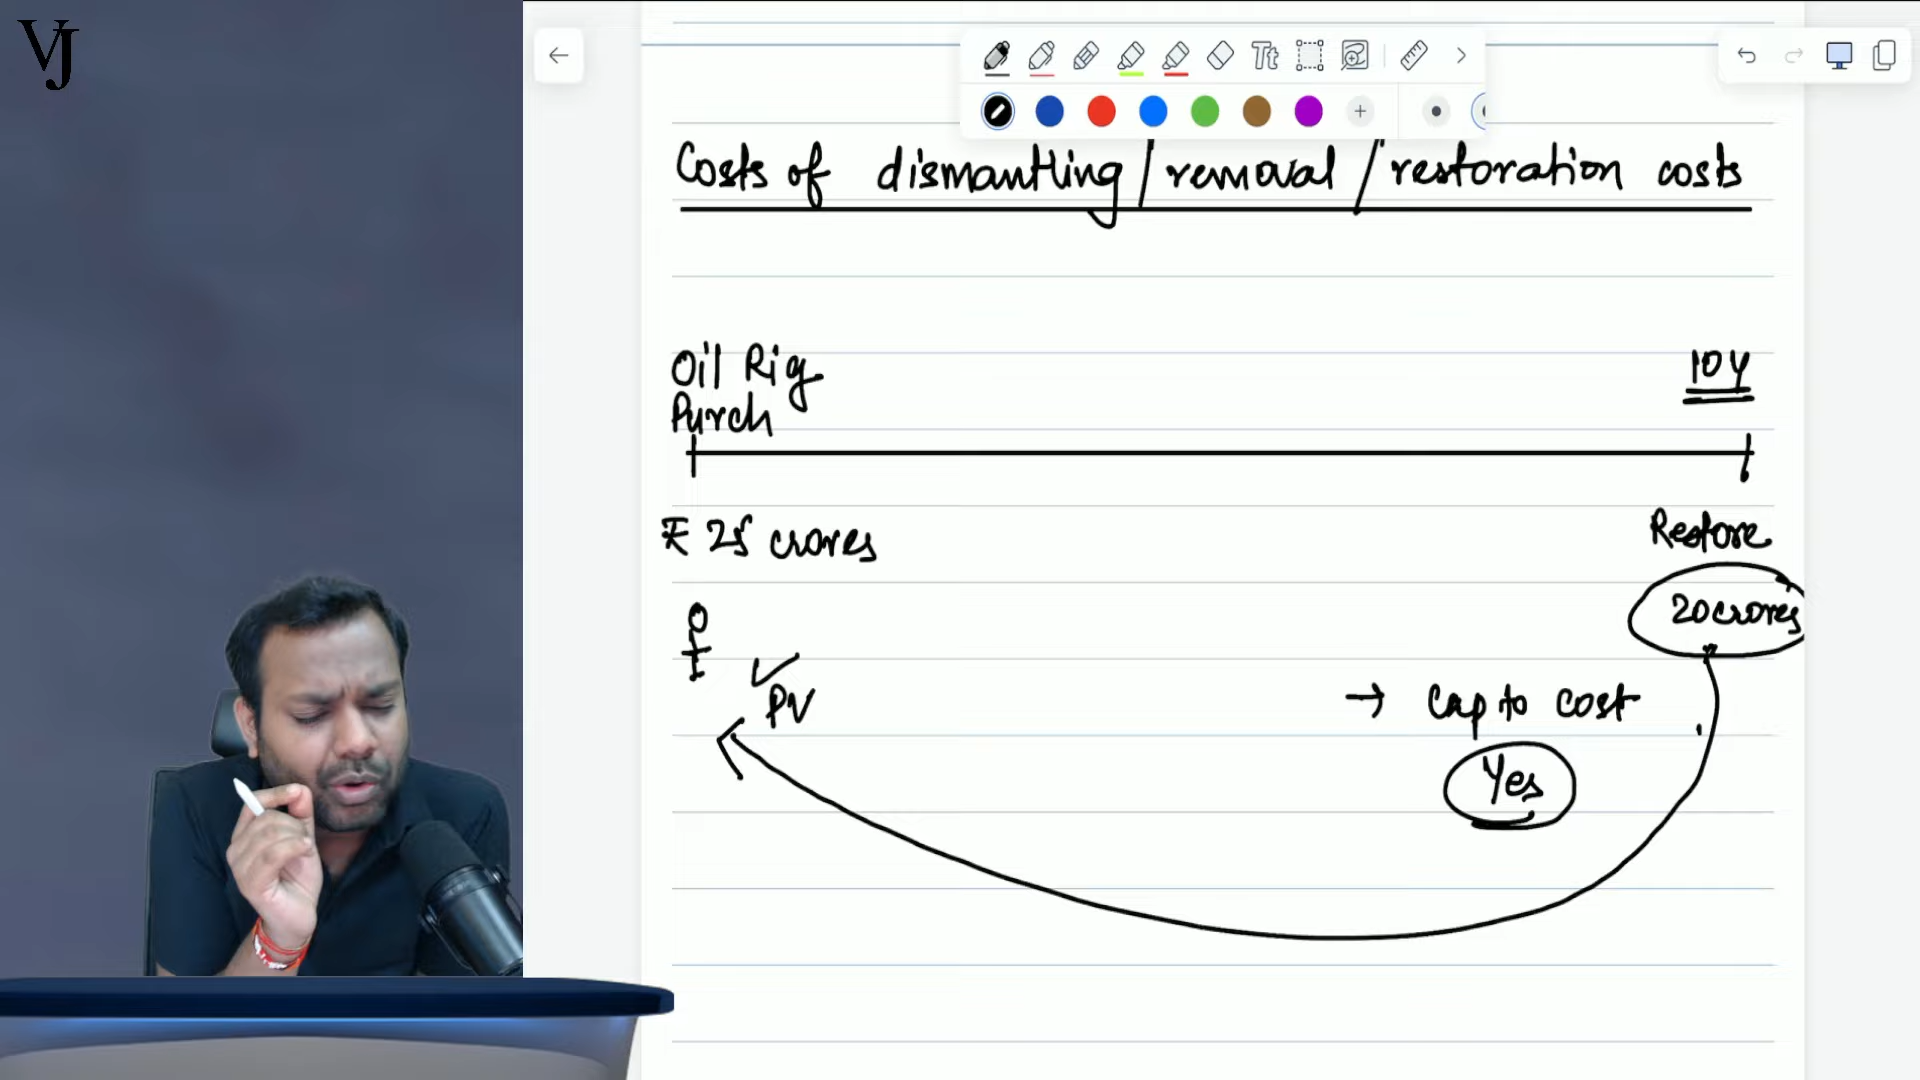 VJ
Tt
Costs of dismantling / removal / restoration costs
Oil Rig
Purch
10y
₹ 25 crores
Restore
20 crores
PV
→ Cap to cost
Yes